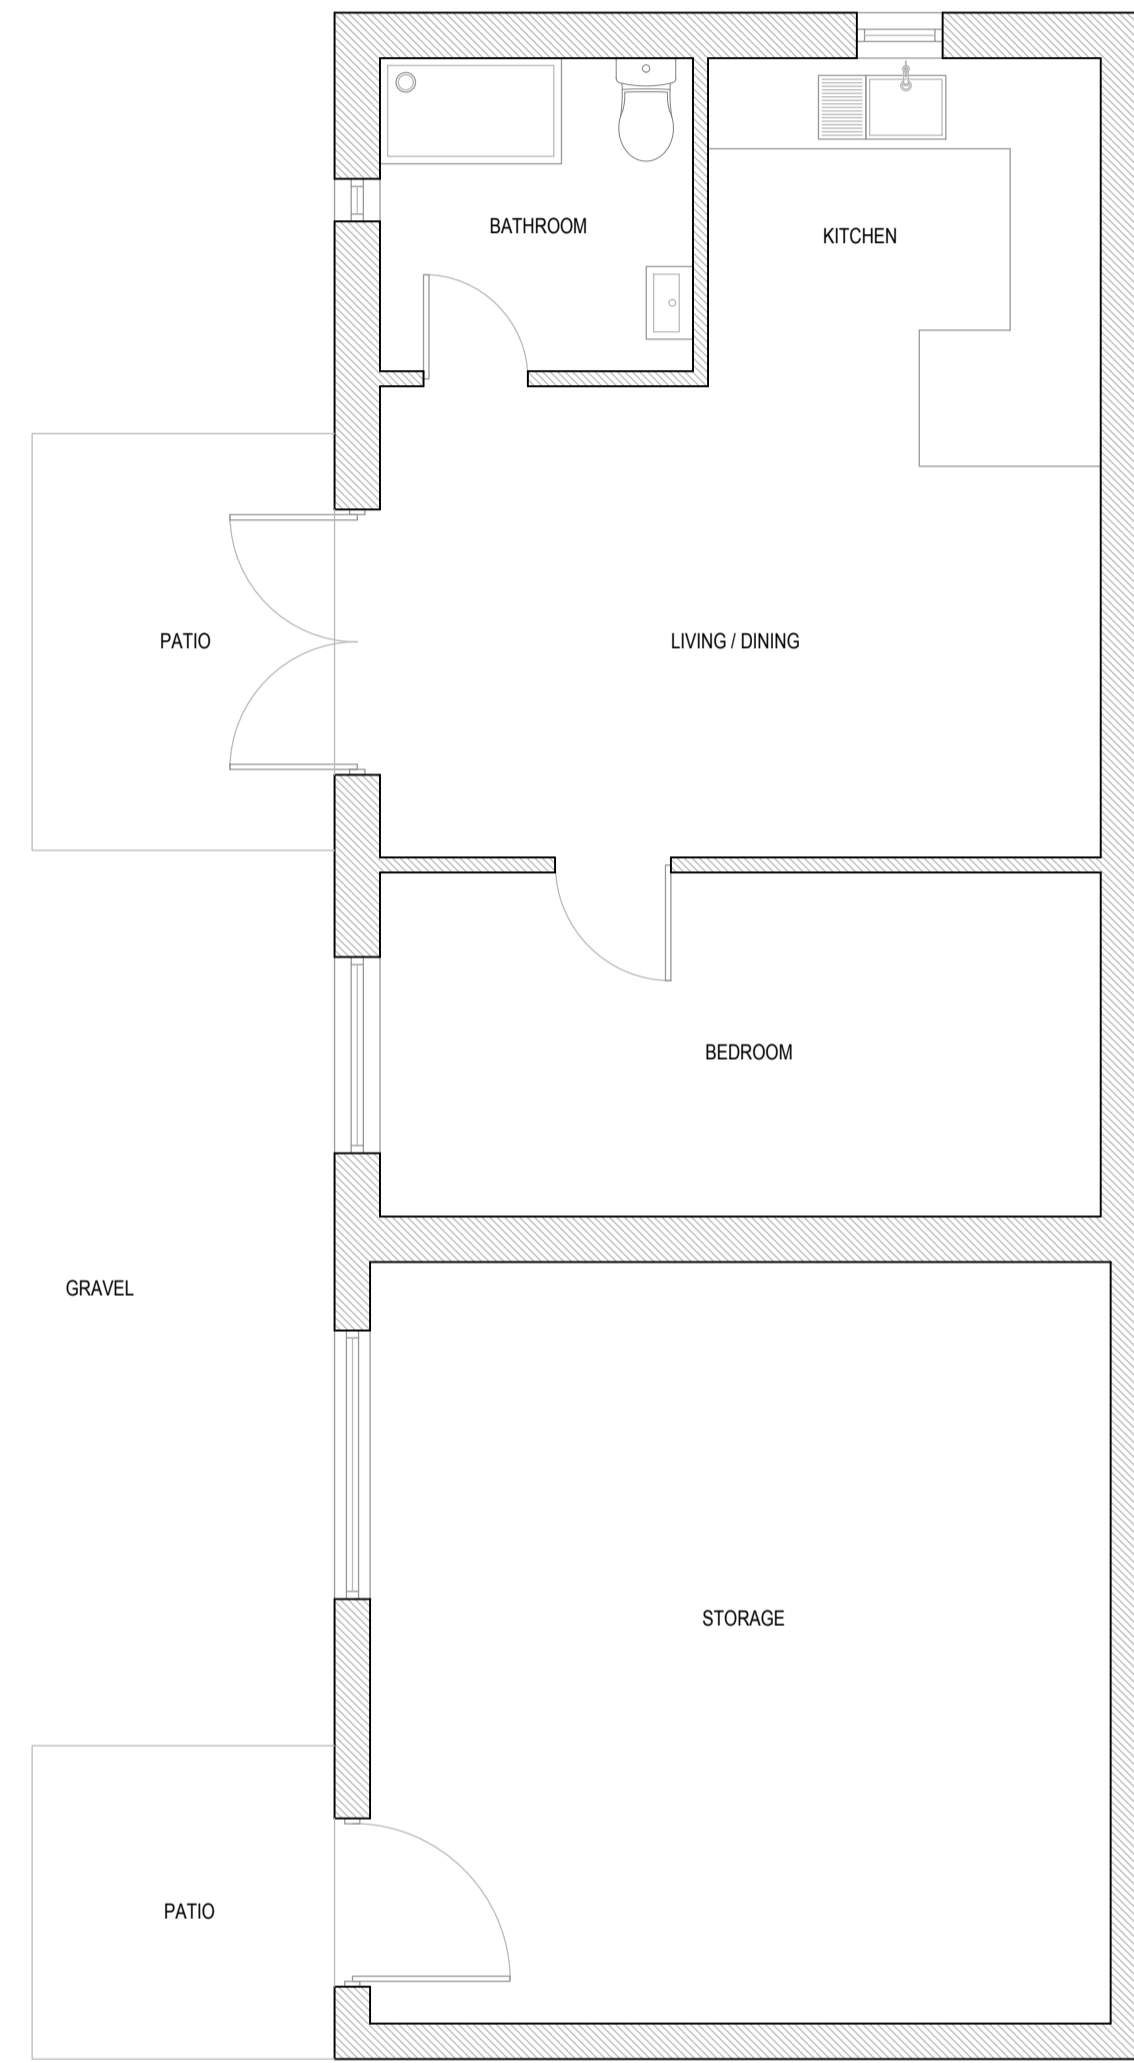 BATHROOM
KITCHEN
PATIO
LIVING / DINING
BEDROOM
GRAVEL
STORAGE
PATIO